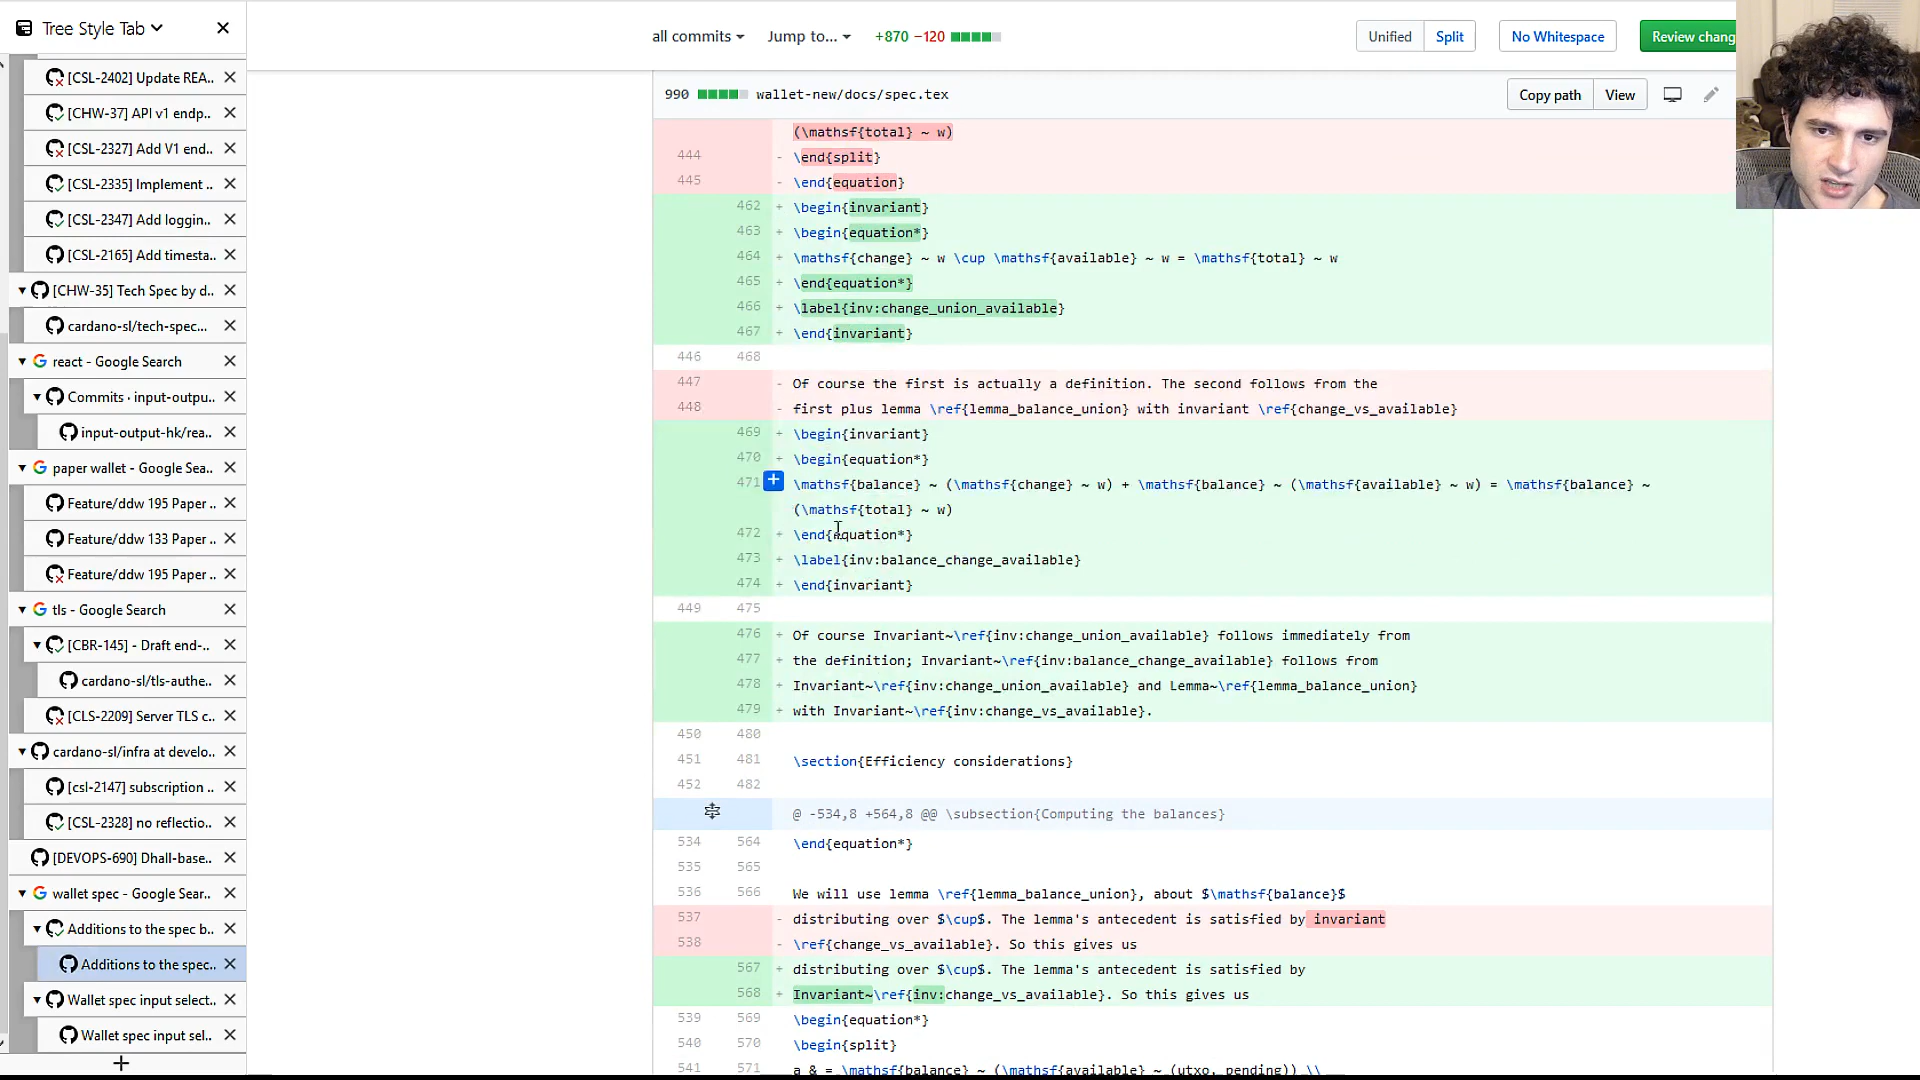 Tree Style Tab
[CSL-2402] Update REA..
[CHW-37] API v1 endp..
[CSL-2327] Add V1 end..
[CSL-2335] Implement ..
[CSL-2347] Add loggin..
[CSL-2165] Add timesta..
[CHW-35] Tech Spec by d..
cardano-sl/tech-spec...
react - Google Search
Commits · input-outpu..
input-output-hk/rea..
paper wallet - Google Sea..
Feature/ddw 195 Paper ..
Feature/ddw 133 Paper ..
Feature/ddw 195 Paper ..
tls - Google Search
[CBR-145] - Draft end-..
cardano-sl/tls-authe..
[CLS-2209] Server TLS c..
cardano-sl/infra at develo..
[csl-2147] subscription ..
[CSL-2328] no reflectio..
[DEVOPS-690] Dhall-base..
wallet spec - Google Sear..
Additions to the spec b..
Additions to the spec..
Wallet spec input select..
Wallet spec input sel..
all commits Jump to... +870 −120 Unified Split No Whitespace Review chang
990 wallet-new/docs/spec.tex Copy path View
(\mathsf{total} ~ w)
444 - \end{split}
445 - \end{equation}
462 + \begin{invariant}
463 + \begin{equation*}
464 + \mathsf{change} ~ w \cup \mathsf{available} ~ w = \mathsf{total} ~ w
465 + \end{equation*}
466 + \label{inv:change_union_available}
467 + \end{invariant}
446 468
447 - Of course the first is actually a definition. The second follows from the
448 - first plus lemma \ref{lemma_balance_union} with invariant \ref{change_vs_available}
469 + \begin{invariant}
470 + \begin{equation*}
471 + \mathsf{balance} ~ (\mathsf{change} ~ w) + \mathsf{balance} ~ (\mathsf{available} ~ w) = \mathsf{balance} ~
(\mathsf{total} ~ w)
472 + \end{equation*}
473 + \label{inv:balance_change_available}
474 + \end{invariant}
449 475
476 + Of course Invariant~\ref{inv:change_union_available} follows immediately from
477 + the definition; Invariant~\ref{inv:balance_change_available} follows from
478 + Invariant~\ref{inv:change_union_available} and Lemma~\ref{lemma_balance_union}
479 + with Invariant~\ref{inv:change_vs_available}.
450 480
451 481 \section{Efficiency considerations}
452 482
@ -534,8 +564,8 @@ \subsection{Computing the balances}
534 564 \end{equation*}
535 565
536 566 We will use lemma \ref{lemma_balance_union}, about $\mathsf{balance}$
537 - distributing over $\cup$. The lemma's antecedent is satisfied by invariant
538 - \ref{change_vs_available}. So this gives us
567 + distributing over $\cup$. The lemma's antecedent is satisfied by
568 + Invariant~\ref{inv:change_vs_available}. So this gives us
539 569 \begin{equation*}
540 570 \begin{split}
541 571 a & = \mathsf{balance} ~ (\mathsf{available} ~ (utxo, pending)) \\